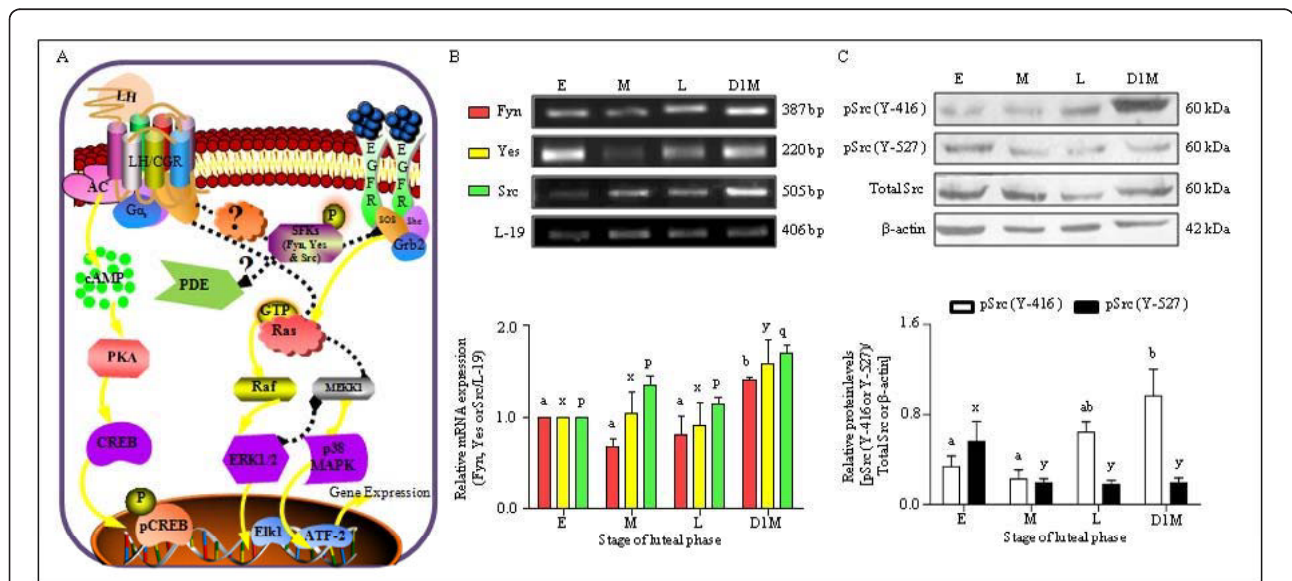 A
LH
LH/CGR
AC
Gαs
cAMP
PKA
CREB
P
pCREB
?
?
PDE
P
SFKs
(Fyn, Yes
& Src)
EGFR
EGFR
SOS
Shc
Grb2
GTP
Ras
Raf
MEKK1
ERK1/2
p38
MAPK
Gene Expression
Elk1
ATF-2
B
E M L D1M
Fyn 387 bp
Yes 220 bp
Src 505 bp
L-19 406 bp
Relative mRNA expression
(Fyn, Yes or Src/L-19)
2.0
1.0
0.0
a x p
a x p
a x p
b y q
E M L D1M
Stage of luteal phase
C
E M L D1M
pSrc (Y-416) 60 kDa
pSrc (Y-527) 60 kDa
Total Src 60 kDa
β-actin 42 kDa
pSrc (Y-416) pSrc (Y-527)
Relative protein levels
[pSrc (Y-416 or Y-527)/
Total Src or β-actin]
1.6
0.8
0.0
a x
a y
ab y
b y
E M L D1M
Stage of luteal phase